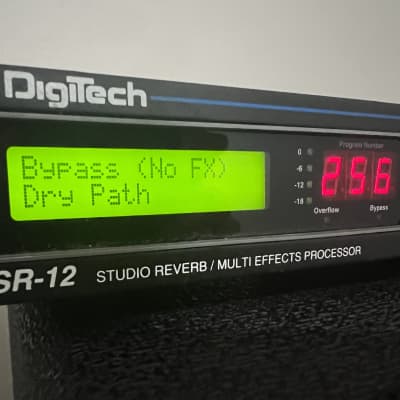 DigiTech
Bypass (No FX)
Dry Path
Program Number
256
0
-6
-12
-18
Overflow
Bypass
SR-12
STUDIO REVERB / MULTI EFFECTS PROCESSOR